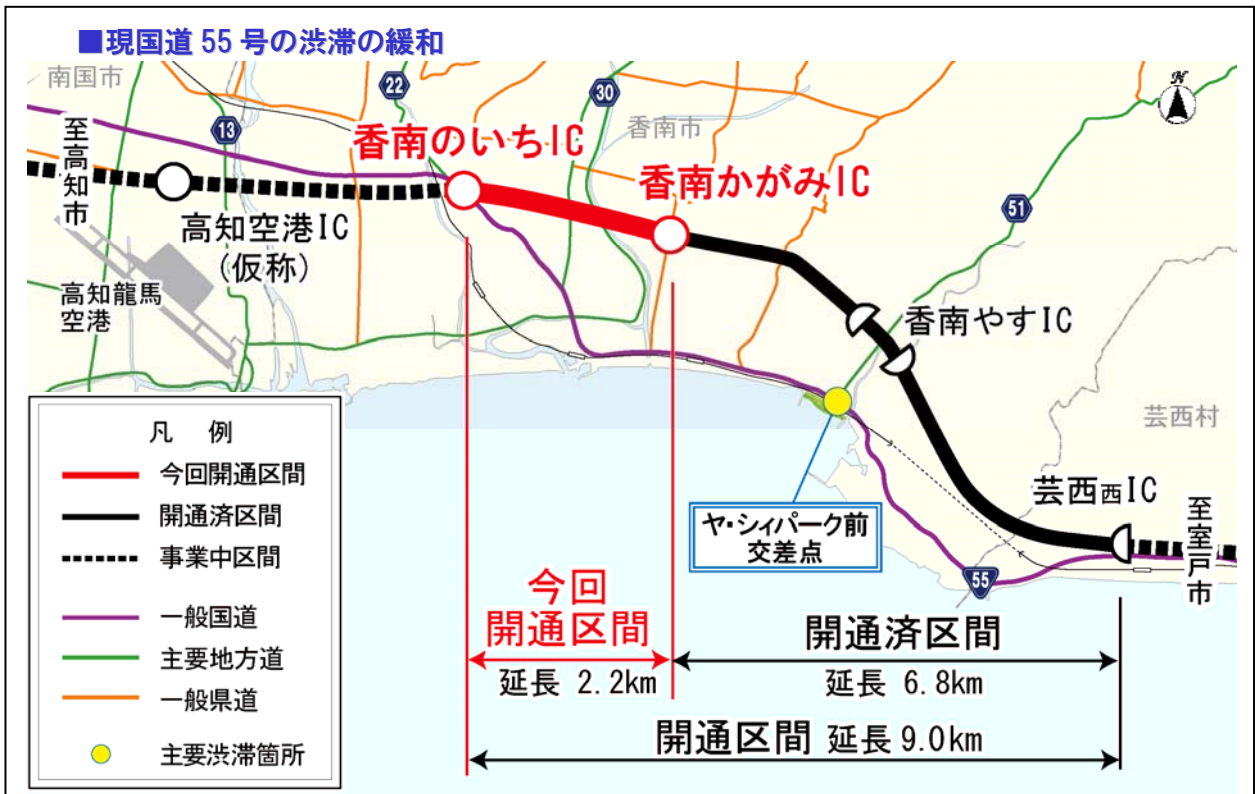 ■現国道 55 号の渋滞の緩和
南国市
22
30
N
至高知市
13
香南のいちIC
香南市
香南かがみIC
51
高知空港IC
(仮称)
高知龍馬
空港
香南やすIC
芸西村
凡 例
今回開通区間
開通済区間
事業中区間
一般国道
主要地方道
一般県道
主要渋滞箇所
芸西西IC
至室戸市
ヤ・シィパーク前
交差点
55
今回
開通区間
延長 2.2km
開通済区間
延長 6.8km
開通区間 延長 9.0km